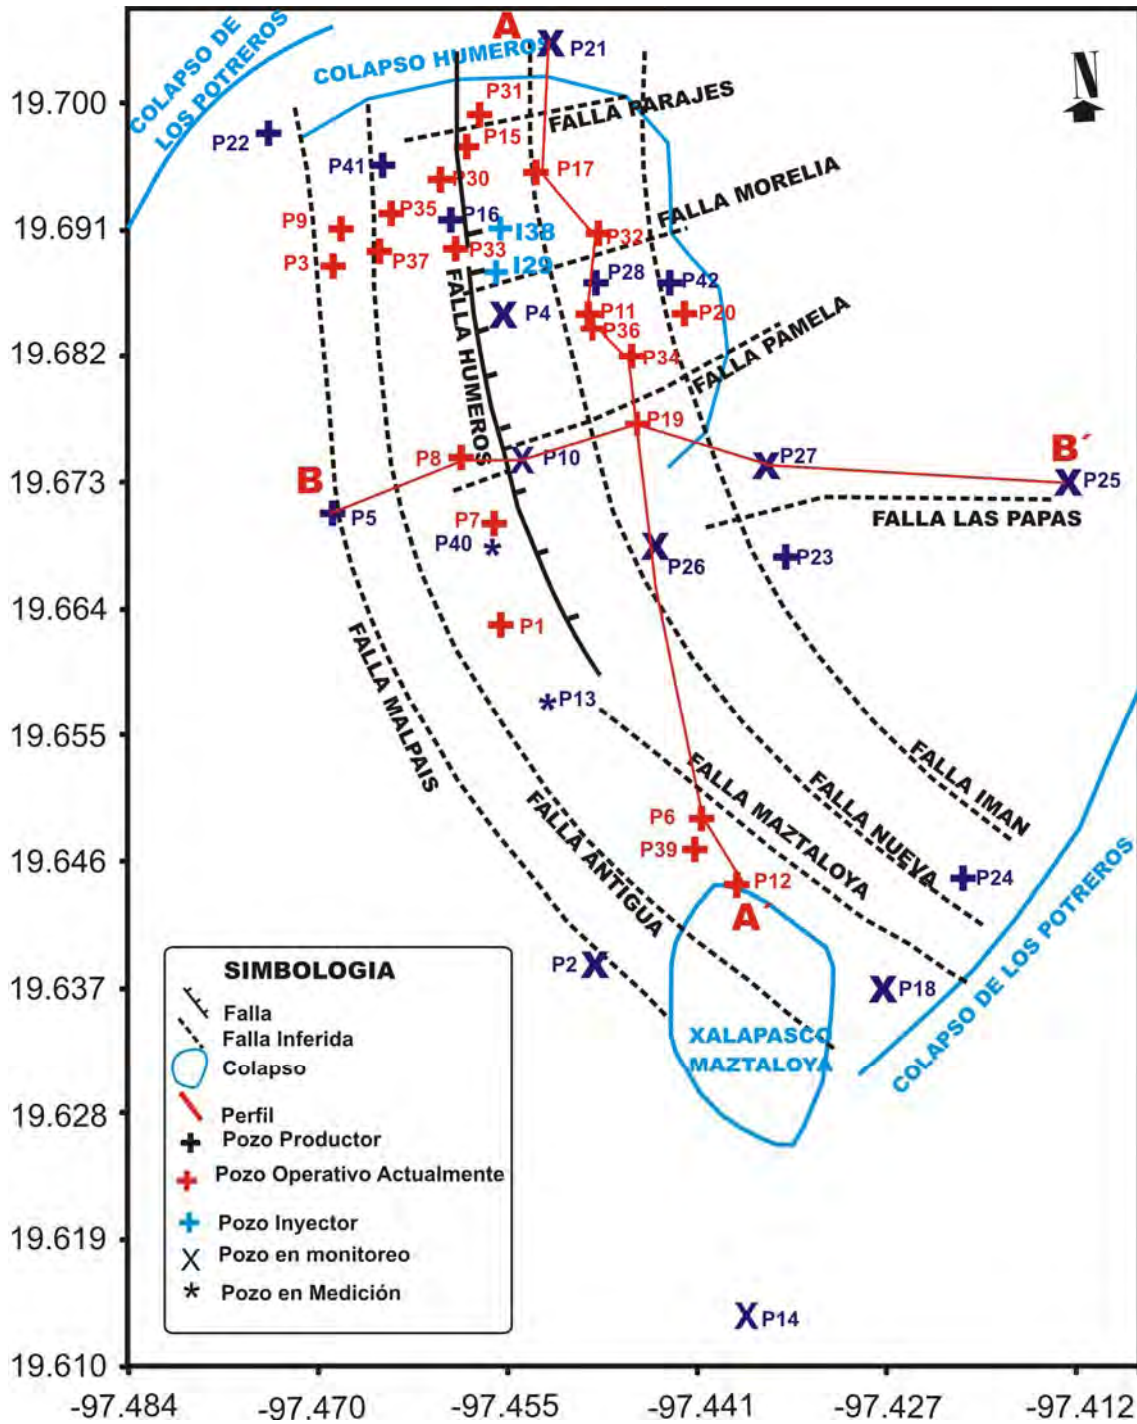 A
P21
COLAPSO DE
LOS POTREROS
COLAPSO HUMEROS
N
19.700
P31
FALLA PARAJES
P22
P15
P41
P17
P30
FALLA MORELIA
P35
P16
19.691
P9
I38
P32
P33
P3
P37
I29
P28
P42
P4
P11
P20
P36
FALLA HUMEROS
19.682
P34
FALLA PAMELA
P19
P8
P10
P27
B´
B
19.673
P25
P5
P7
FALLA LAS PAPAS
P40
P26
P23
19.664
P1
FALLA MALPAIS
P13
19.655
FALLA IMAN
FALLA MAZTALOYA
FALLA NUEVA
P6
FALLA ANTIGUA
P39
19.646
P24
P12
A´
COLAPSO DE LOS POTREROS
P2
19.637
P18
XALAPASCO
MAZTALOYA
SIMBOLOGIA
Falla
Falla Inferida
Colapso
Perfil
Pozo Productor
Pozo Operativo Actualmente
Pozo Inyector
Pozo en monitoreo
Pozo en Medición
19.628
19.619
P14
19.610
-97.484
-97.470
-97.455
-97.441
-97.427
-97.412